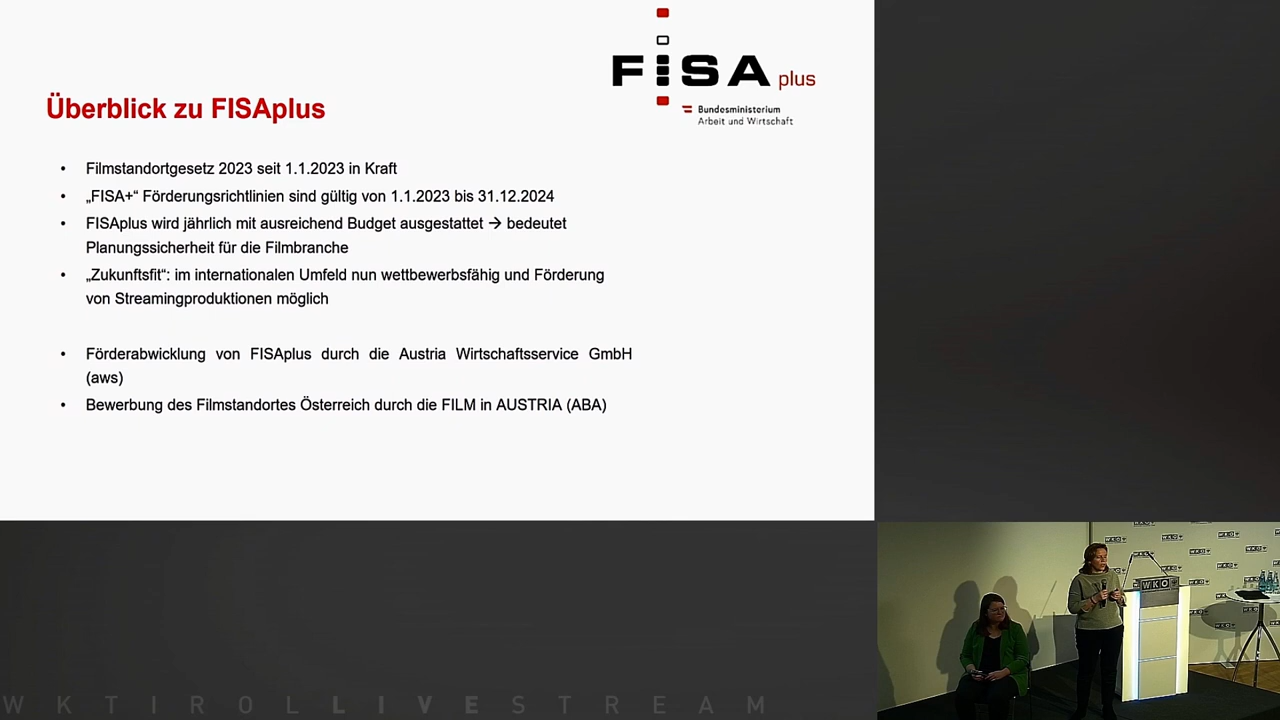 FISA plus
Bundesministerium
Arbeit und Wirtschaft
Überblick zu FISAplus
• Filmstandortgesetz 2023 seit 1.1.2023 in Kraft
• „FISA+“ Förderungsrichtlinien sind gültig von 1.1.2023 bis 31.12.2024
• FISAplus wird jährlich mit ausreichend Budget ausgestattet → bedeutet
Planungssicherheit für die Filmbranche
• „Zukunftsfit“: im internationalen Umfeld nun wettbewerbsfähig und Förderung
von Streamingproduktionen möglich
• Förderabwicklung von FISAplus durch die Austria Wirtschaftsservice GmbH
(aws)
• Bewerbung des Filmstandortes Österreich durch die FILM in AUSTRIA (ABA)
WKO
WKTIROLLIVESTREAM